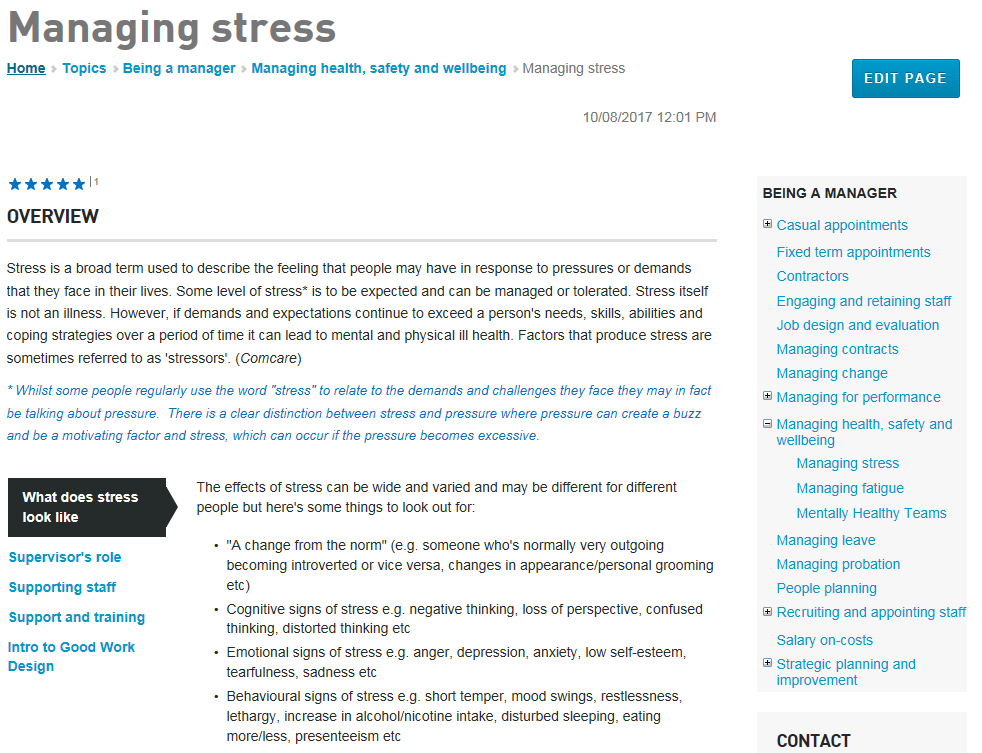 Managing stress
Home Topics Being a manager Managing health, safety and wellbeing Managing stress
EDIT PAGE
10/08/2017 12:01 PM
1
OVERVIEW
Stress is a broad term used to describe the feeling that people may have in response to pressures or demands
that they face in their lives. Some level of stress* is to be expected and can be managed or tolerated. Stress itself
is not an illness. However, if demands and expectations continue to exceed a person's needs, skills, abilities and
coping strategies over a period of time it can lead to mental and physical ill health. Factors that produce stress are
sometimes referred to as 'stressors'. (Comcare)
* Whilst some people regularly use the word "stress" to relate to the demands and challenges they face they may in fact
be talking about pressure. There is a clear distinction between stress and pressure where pressure can create a buzz
and be a motivating factor and stress, which can occur if the pressure becomes excessive.
What does stress
look like
Supervisor's role
Supporting staff
Support and training
Intro to Good Work
Design
The effects of stress can be wide and varied and may be different for different
people but here's some things to look out for:
• "A change from the norm" (e.g. someone who's normally very outgoing
becoming introverted or vice versa, changes in appearance/personal grooming
etc)
• Cognitive signs of stress e.g. negative thinking, loss of perspective, confused
thinking, distorted thinking etc
• Emotional signs of stress e.g. anger, depression, anxiety, low self-esteem,
tearfulness, sadness etc
• Behavioural signs of stress e.g. short temper, mood swings, restlessness,
lethargy, increase in alcohol/nicotine intake, disturbed sleeping, eating
more/less, presenteeism etc
BEING A MANAGER
Casual appointments
Fixed term appointments
Contractors
Engaging and retaining staff
Job design and evaluation
Managing contracts
Managing change
Managing for performance
Managing health, safety and
wellbeing
Managing stress
Managing fatigue
Mentally Healthy Teams
Managing leave
Managing probation
People planning
Recruiting and appointing staff
Salary on-costs
Strategic planning and
improvement
CONTACT